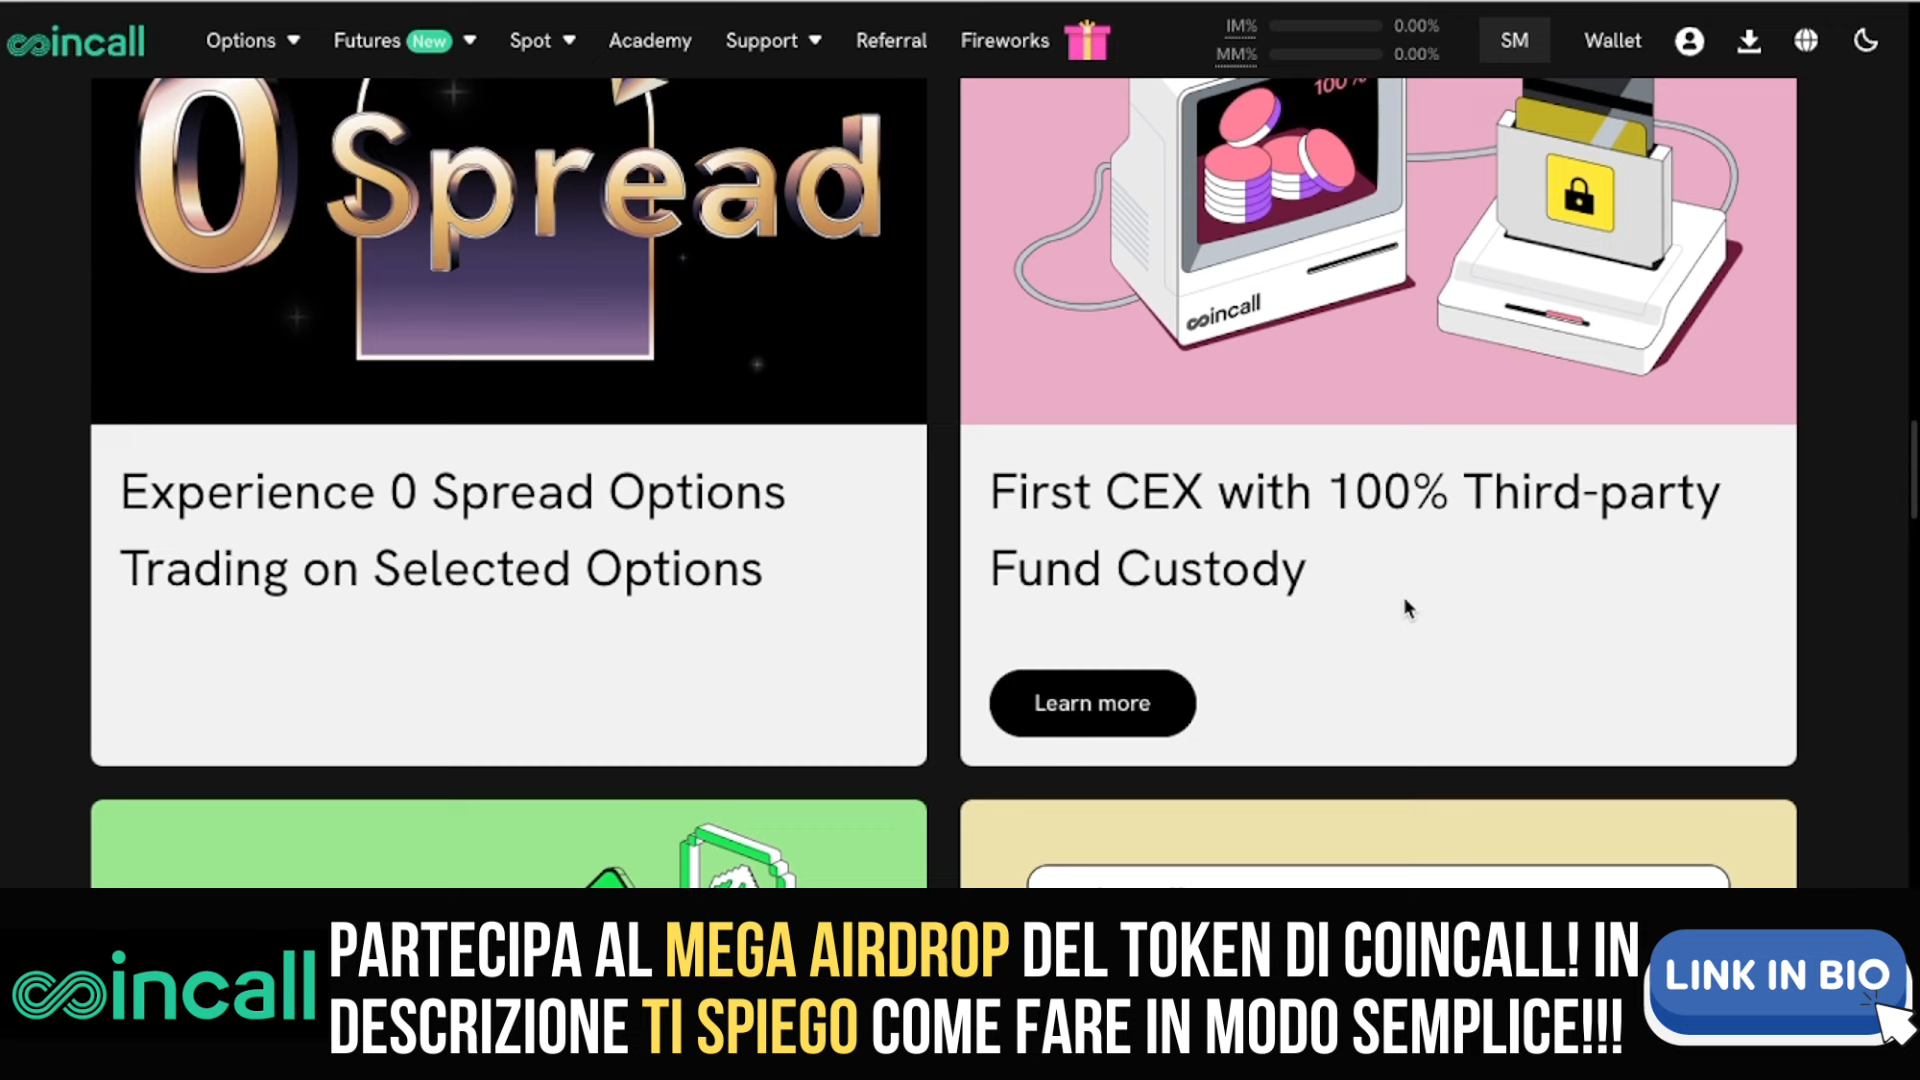 coincall Options Futures New Spot Academy Support Referral Fireworks IM% 0.00% MM% 0.00% SM Wallet
0 Spread
100%
coincall
Experience 0 Spread Options
Trading on Selected Options
First CEX with 100% Third-party
Fund Custody
Learn more
coincall
PARTECIPA AL MEGA AIRDROP DEL TOKEN DI COINCALL! IN
DESCRIZIONE TI SPIEGO COME FARE IN MODO SEMPLICE!!!
LINK IN BIO